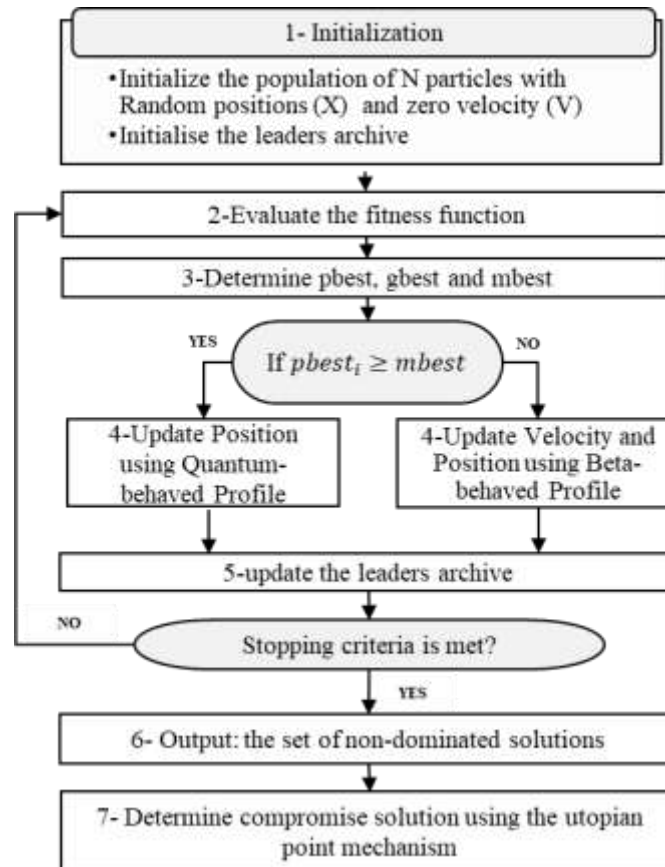 1- Initialization
•Initialize the population of N particles with
Random positions (X) and zero velocity (V)
•Initialise the leaders archive
2-Evaluate the fitness function
3-Determine pbest, gbest and mbest
YES
NO
If pbestᵢ ≥ mbest
4-Update Position
using Quantum-
behaved Profile
4-Update Velocity and
Position using Beta-
behaved Profile
5-update the leaders archive
NO
Stopping criteria is met?
YES
6- Output: the set of non-dominated solutions
7- Determine compromise solution using the utopian
point mechanism